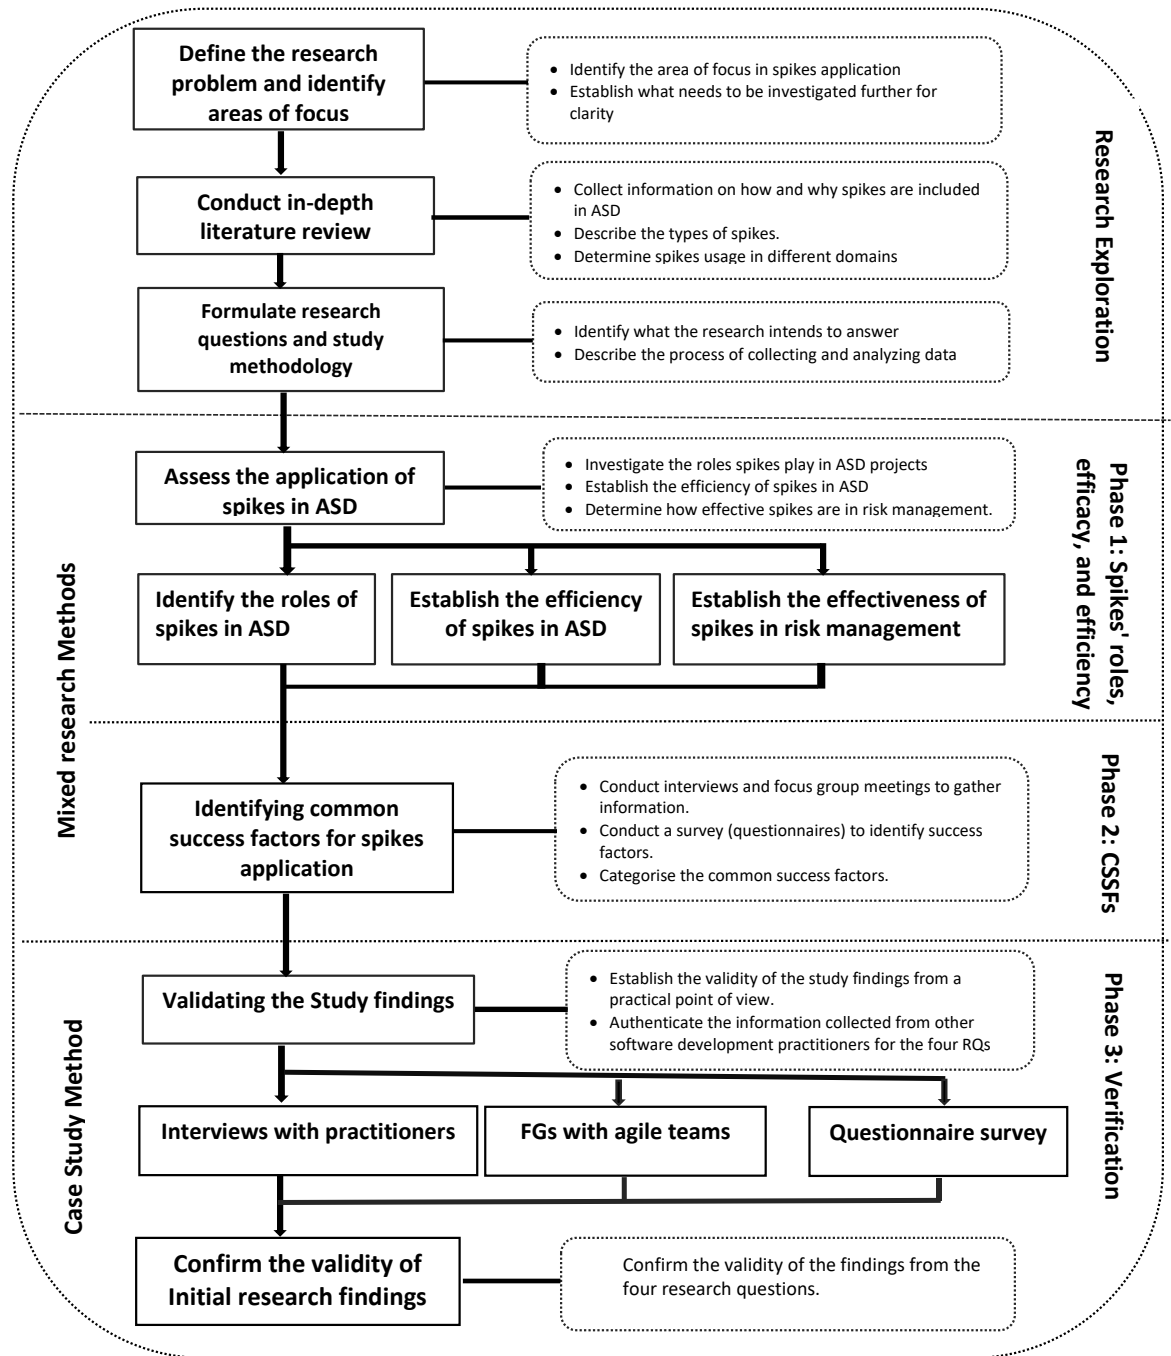 Define the research
problem and identify
areas of focus
• Identify the area of focus in spikes application
• Establish what needs to be investigated further for
clarity
Research Exploration
Conduct in-depth
literature review
• Collect information on how and why spikes are included
in ASD
• Describe the types of spikes.
• Determine spikes usage in different domains
Formulate research
questions and study
methodology
• Identify what the research intends to answer
• Describe the process of collecting and analyzing data
Mixed research Methods
Assess the application of
spikes in ASD
• Investigate the roles spikes play in ASD projects
• Establish the efficiency of spikes in ASD
• Determine how effective spikes are in risk management.
Phase 1: Spikes' roles,
efficacy, and efficiency
Identify the roles of
spikes in ASD
Establish the efficiency
of spikes in ASD
Establish the effectiveness of
spikes in risk management
Identifying common
success factors for spikes
application
• Conduct interviews and focus group meetings to gather
information.
• Conduct a survey (questionnaires) to identify success
factors.
• Categorise the common success factors.
Phase 2: CSSFs
Case Study Method
Validating the Study findings
• Establish the validity of the study findings from a
practical point of view.
• Authenticate the information collected from other
software development practitioners for the four RQs
Phase 3: Verification
Interviews with practitioners
FGs with agile teams
Questionnaire survey
Confirm the validity of
Initial research findings
Confirm the validity of the findings from the
four research questions.